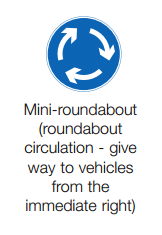 Mini-roundabout
(roundabout
circulation - give
way to vehicles
from the
immediate right)